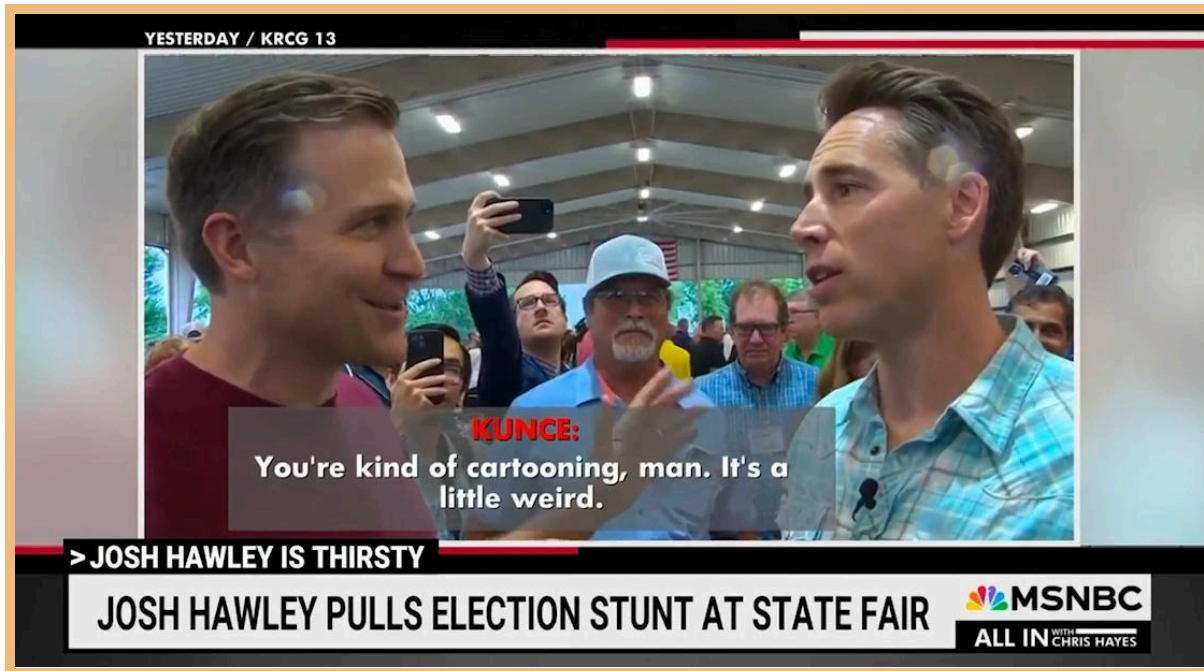 YESTERDAY / KRCG 13
KUNCE:
You're kind of cartooning, man. It's a
little weird.
>JOSH HAWLEY IS THIRSTY
JOSH HAWLEY PULLS ELECTION STUNT AT STATE FAIR
MSNBC
ALL IN WITH CHRIS HAYES